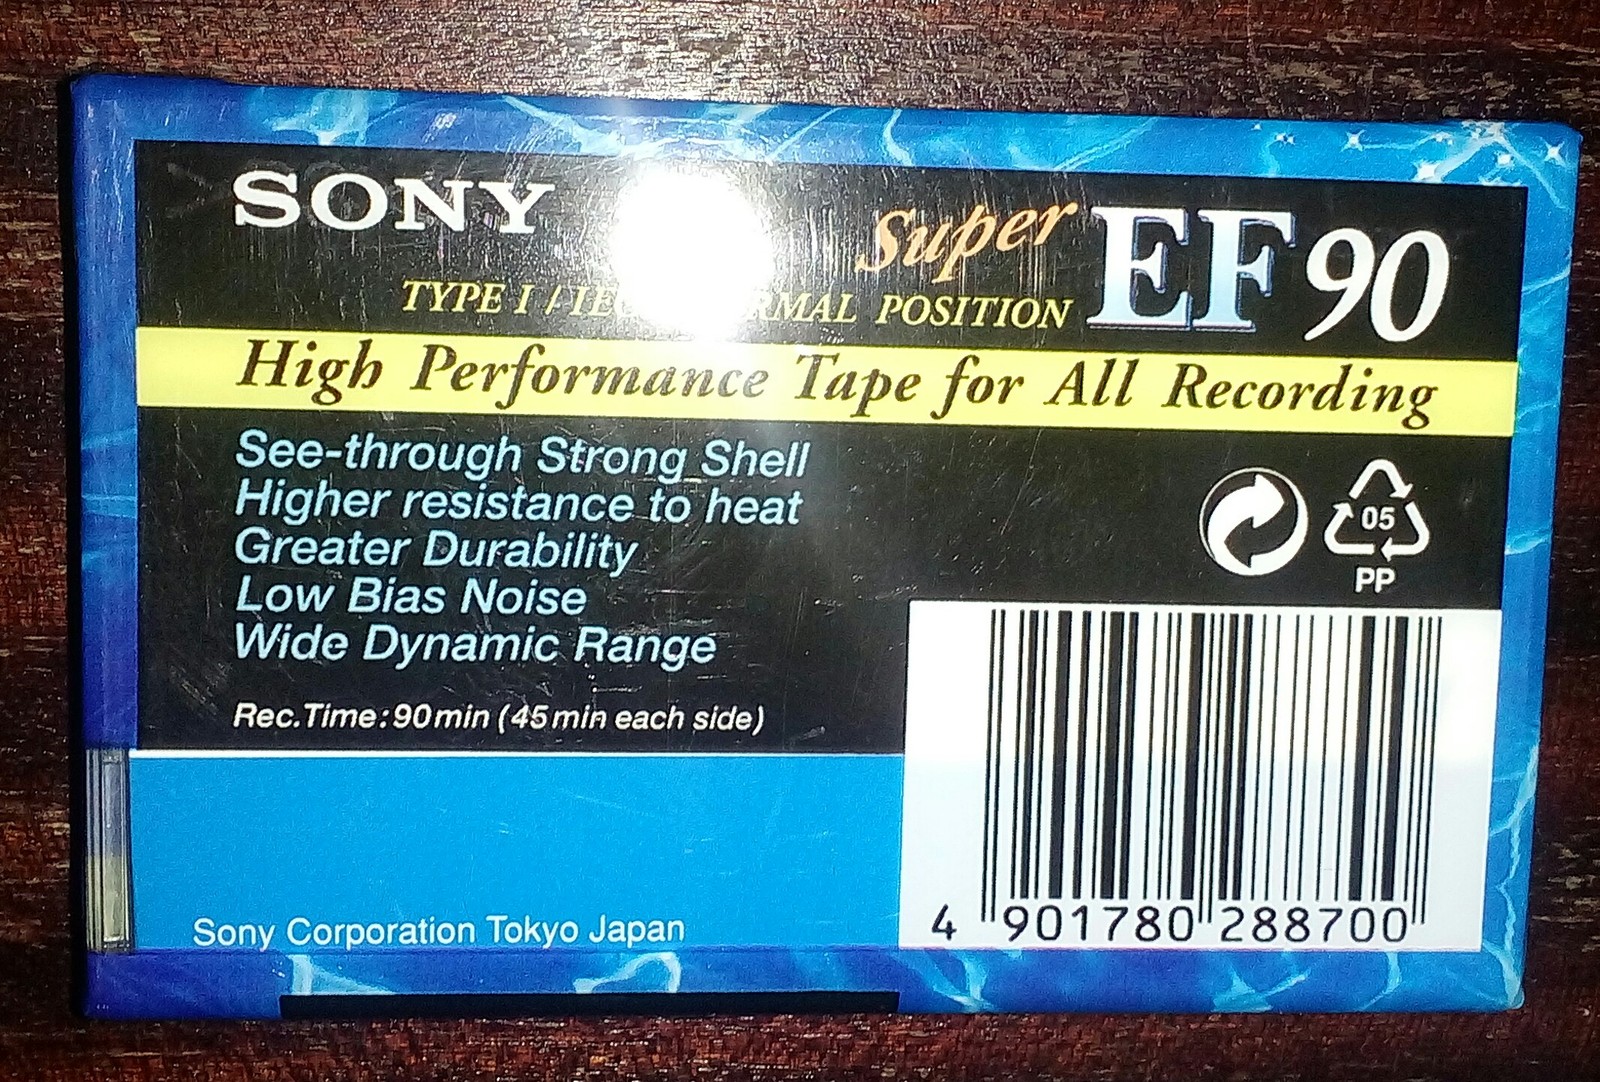 SONY
Super EF 90
TYPE I / POSITION
High Performance Tape for All Recording
See-through Strong Shell
Higher resistance to heat
Greater Durability
Low Bias Noise
Wide Dynamic Range
05
PP
Rec.Time:90min (45min each side)
Sony Corporation Tokyo Japan
4 901780 288700